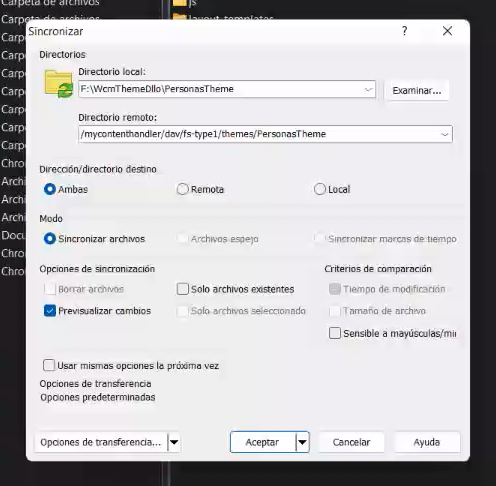 Carpeta de archivos
js
Carpeta de archivos
layout-templates
Sincronizar
?
Directorios
Directorio local:
F:\WcmThemeDllo\PersonasTheme
Examinar...
Directorio remoto:
/mycontenthandler/dav/fs-type1/themes/PersonasTheme
Dirección/directorio destino
Ambas
Remota
Local
Modo
Sincronizar archivos
Archivos espejo
Sincronizar marcas de tiempo
Opciones de sincronización
Criterios de comparación
Borrar archivos
Solo archivos existentes
Tiempo de modificación
Previsualizar cambios
Solo archivos seleccionado
Tamaño de archivo
Sensible a mayúsculas/mi
Usar mismas opciones la próxima vez
Opciones de transferencia
Opciones predeterminadas
Opciones de transferencia...
Aceptar
Cancelar
Ayuda
Carp
Carp
Carp
Carp
Carp
Carp
Chro
Archi
Archi
Archi
Docu
Chro
Chro